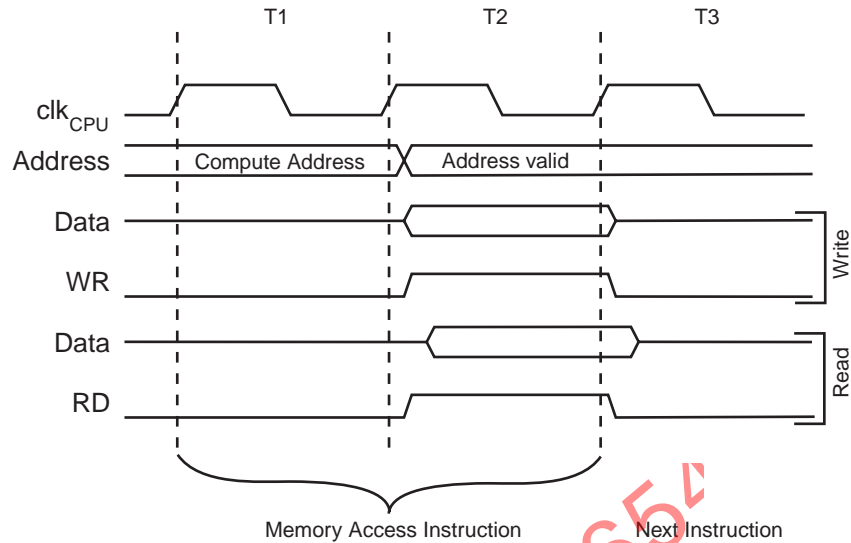 T1 T2 T3
clkCPU
Address Compute Address Address valid
Data
WR
Write
Data
RD
Read
Memory Access Instruction Next Instruction